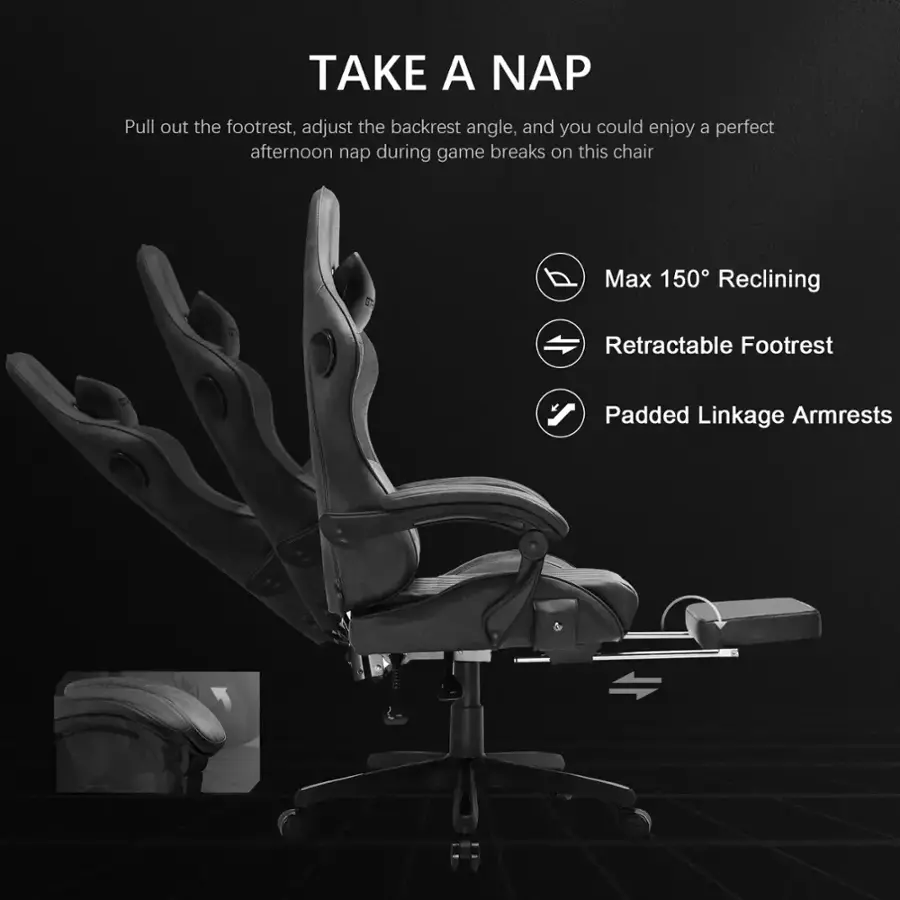 TAKE A NAP
Pull out the footrest, adjust the backrest angle, and you could enjoy a perfect
afternoon nap during game breaks on this chair
Max 150° Reclining
Retractable Footrest
Padded Linkage Armrests